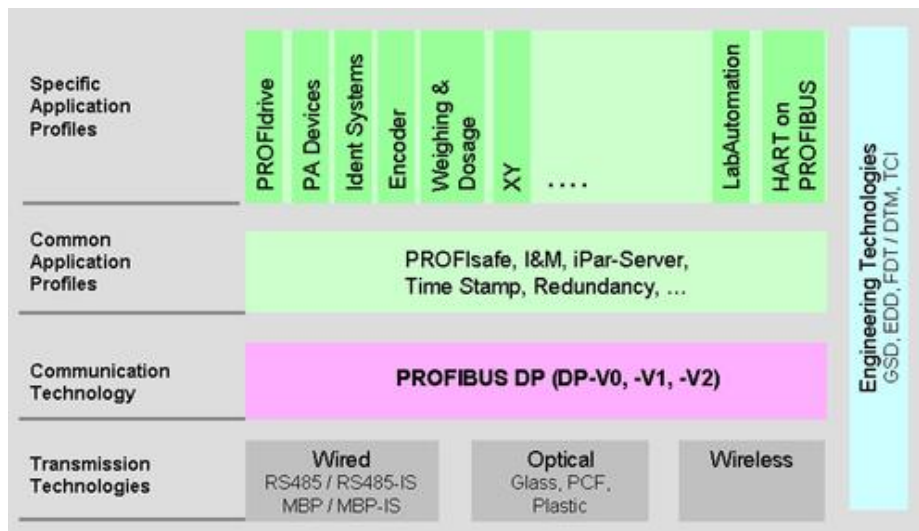 Specific
Application
Profiles
PROFIdrive
PA Devices
Ident Systems
Encoder
Weighing &
Dosage
XY
....
LabAutomation
HART on
PROFIBUS
Common
Application
Profiles
PROFIsafe, I&M, iPar-Server,
Time Stamp, Redundancy, ...
Communication
Technology
PROFIBUS DP (DP-V0, -V1, -V2)
Transmission
Technologies
Wired
RS485 / RS485-IS
MBP / MBP-IS
Optical
Glass, PCF,
Plastic
Wireless
Engineering Technologies
GSD, EDD, FDT / DTM, TCI